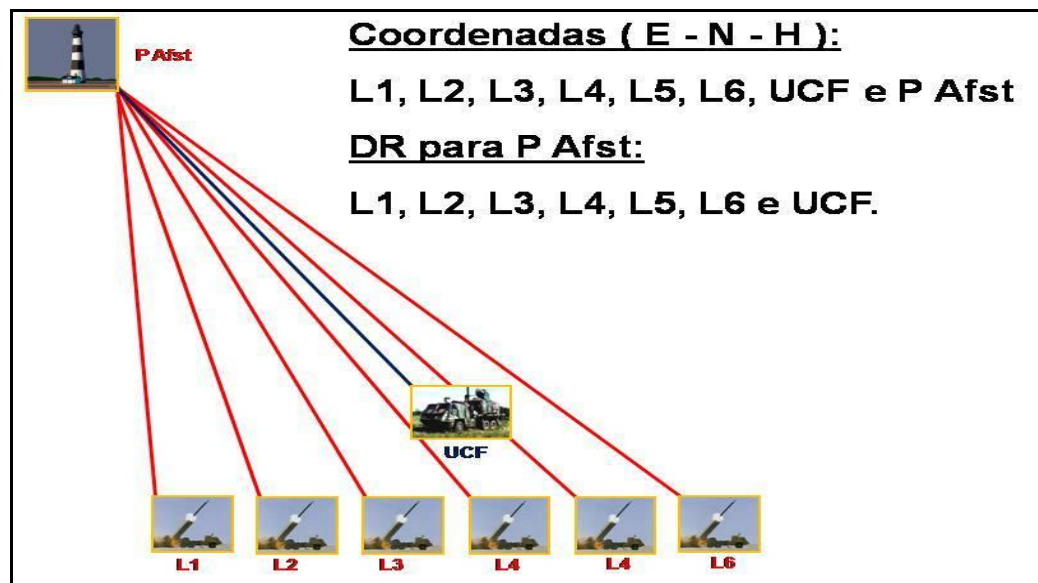 Coordenadas ( E - N - H ):
P Afst
L1, L2, L3, L4, L5, L6, UCF e P Afst
DR para P Afst:
L1, L2, L3, L4, L5, L6 e UCF.
UCF
L1 L2 L3 L4 L4 L6